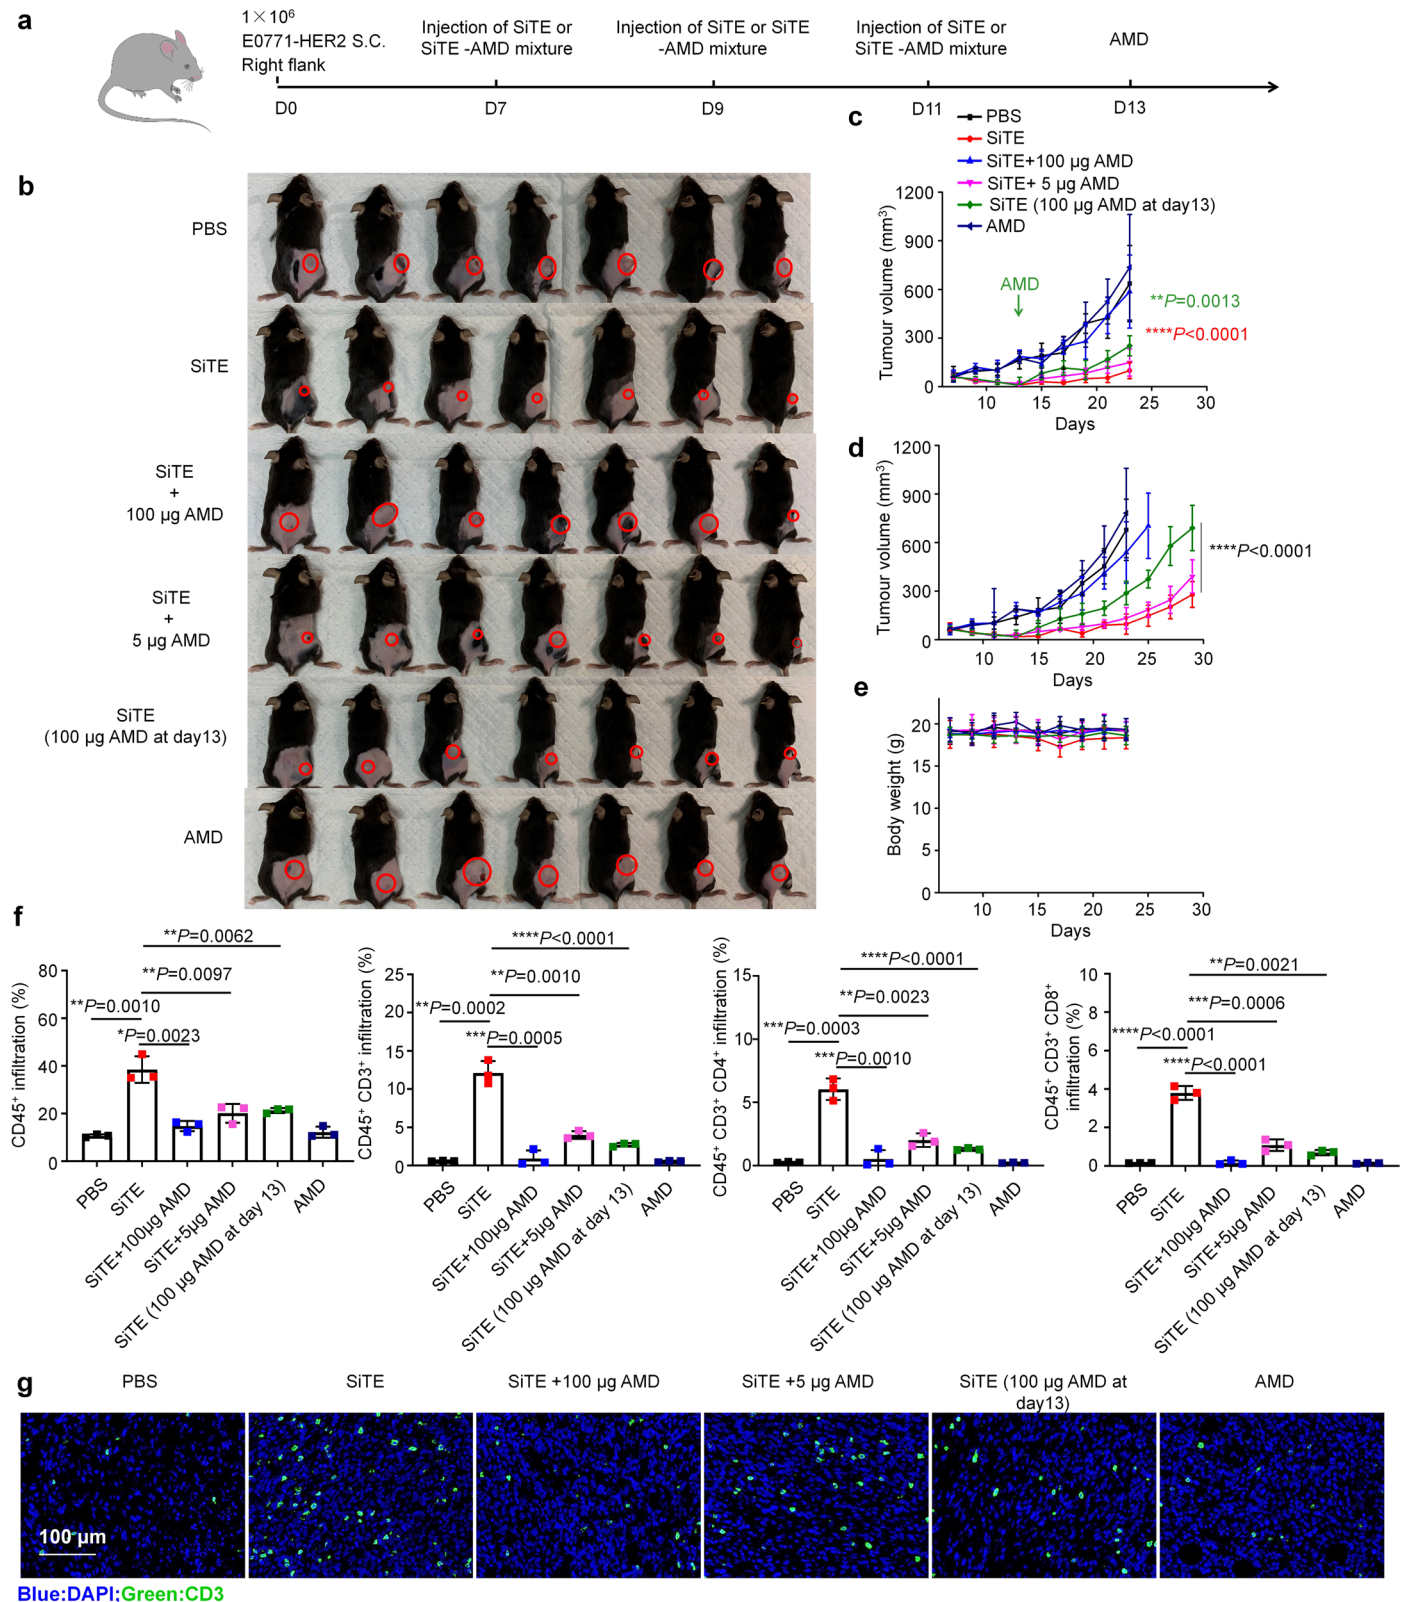 a
1×10⁶
E0771-HER2 S.C.
Right flank
Injection of SiTE or
SiTE -AMD mixture
Injection of SiTE or SiTE
-AMD mixture
Injection of SiTE or
SiTE -AMD mixture
AMD
D0
D7
D9
D11
D13
b
PBS
SiTE
SiTE
+
100 µg AMD
SiTE
+
5 µg AMD
SiTE
(100 µg AMD at day13)
AMD
c
PBS
SiTE
SiTE+100 µg AMD
SiTE+ 5 µg AMD
SiTE (100 µg AMD at day13)
AMD
Tumour volume (mm³)
1200
900
600
300
0
AMD
**P=0.0013
****P<0.0001
10
15
20
25
30
Days
d
Tumour volume (mm³)
1200
900
600
300
0
****P<0.0001
10
15
20
25
30
Days
e
Body weight (g)
20
15
10
5
0
10
15
20
25
30
Days
f
CD45⁺ infiltration (%)
80
60
40
20
0
**P=0.0062
**P=0.0097
**P=0.0010
*P=0.0023
PBS
SiTE
SiTE+100µg AMD
SiTE+5µg AMD
SiTE (100 µg AMD at day 13)
AMD
CD45⁺ CD3⁺ infiltration (%)
25
20
15
10
5
0
****P<0.0001
**P=0.0010
**P=0.0002
***P=0.0005
PBS
SiTE
SiTE+100µg AMD
SiTE+5µg AMD
SiTE (100 µg AMD at day 13)
AMD
CD45⁺ CD3⁺ CD4⁺ infiltration (%)
15
10
5
0
****P<0.0001
**P=0.0023
***P=0.0003
***P=0.0010
PBS
SiTE
SiTE+100µg AMD
SiTE+5µg AMD
SiTE (100 µg AMD at day 13)
AMD
CD45⁺ CD3⁺ CD8⁺
infiltration (%)
10
8
6
4
2
0
**P=0.0021
***P=0.0006
****P<0.0001
****P<0.0001
PBS
SiTE
SiTE+100µg AMD
SiTE+5µg AMD
SiTE (100 µg AMD at day 13)
AMD
g
PBS
SiTE
SiTE +100 µg AMD
SiTE +5 µg AMD
SiTE (100 µg AMD at
day13)
AMD
100 µm
Blue:DAPI;Green:CD3